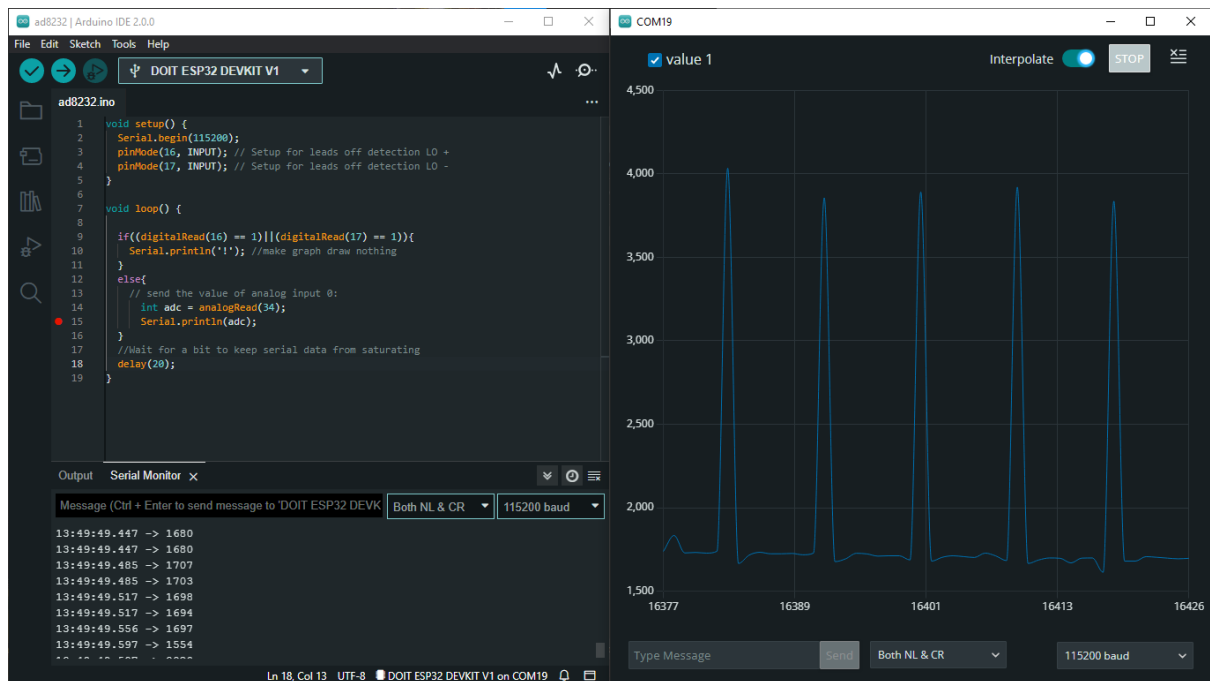 ad8232 | Arduino IDE 2.0.0
File Edit Sketch Tools Help
DOIT ESP32 DEVKIT V1
ad8232.ino
1 void setup() {
2 Serial.begin(115200);
3 pinMode(16, INPUT); // Setup for leads off detection LO +
4 pinMode(17, INPUT); // Setup for leads off detection LO -
5 }
6
7 void loop() {
8
9 if((digitalRead(16) == 1)||(digitalRead(17) == 1)){
10 Serial.println('!'); //make graph draw nothing
11 }
12 else{
13 // send the value of analog input 0:
14 int adc = analogRead(34);
15 Serial.println(adc);
16 }
17 //Wait for a bit to keep serial data from saturating
18 delay(20);
19 }
Output Serial Monitor
Message (Ctrl + Enter to send message to 'DOIT ESP32 DEVK
Both NL & CR
115200 baud
13:49:49.447 -> 1680
13:49:49.447 -> 1680
13:49:49.485 -> 1707
13:49:49.485 -> 1703
13:49:49.517 -> 1698
13:49:49.517 -> 1694
13:49:49.556 -> 1697
13:49:49.597 -> 1554
Ln 18, Col 13 UTF-8 DOIT ESP32 DEVKIT V1 on COM19
COM19
value 1
Interpolate
STOP
4,500
4,000
3,500
3,000
2,500
2,000
1,500
16377 16389 16401 16413 16426
Type Message
Send
Both NL & CR
115200 baud